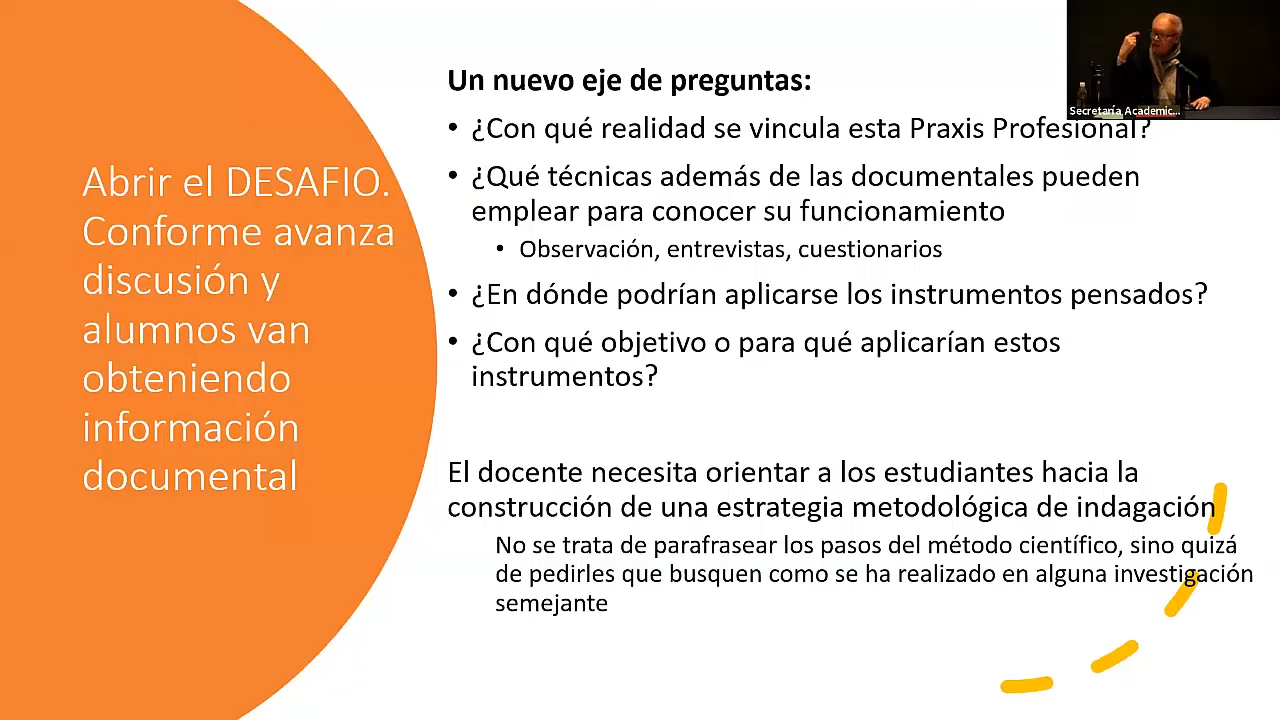 Abrir el DESAFIO.
Conforme avanza
discusión y
alumnos van
obteniendo
información
documental
Un nuevo eje de preguntas:
• ¿Con qué realidad se vincula esta Praxis Profesional?
• ¿Qué técnicas además de las documentales pueden
emplear para conocer su funcionamiento
• Observación, entrevistas, cuestionarios
• ¿En dónde podrían aplicarse los instrumentos pensados?
• ¿Con qué objetivo o para qué aplicarían estos
instrumentos?
El docente necesita orientar a los estudiantes hacia la
construcción de una estrategia metodológica de indagación
No se trata de parafrasear los pasos del método científico, sino quizá
de pedirles que busquen como se ha realizado en alguna investigación
semejante
Secretaría Academic...